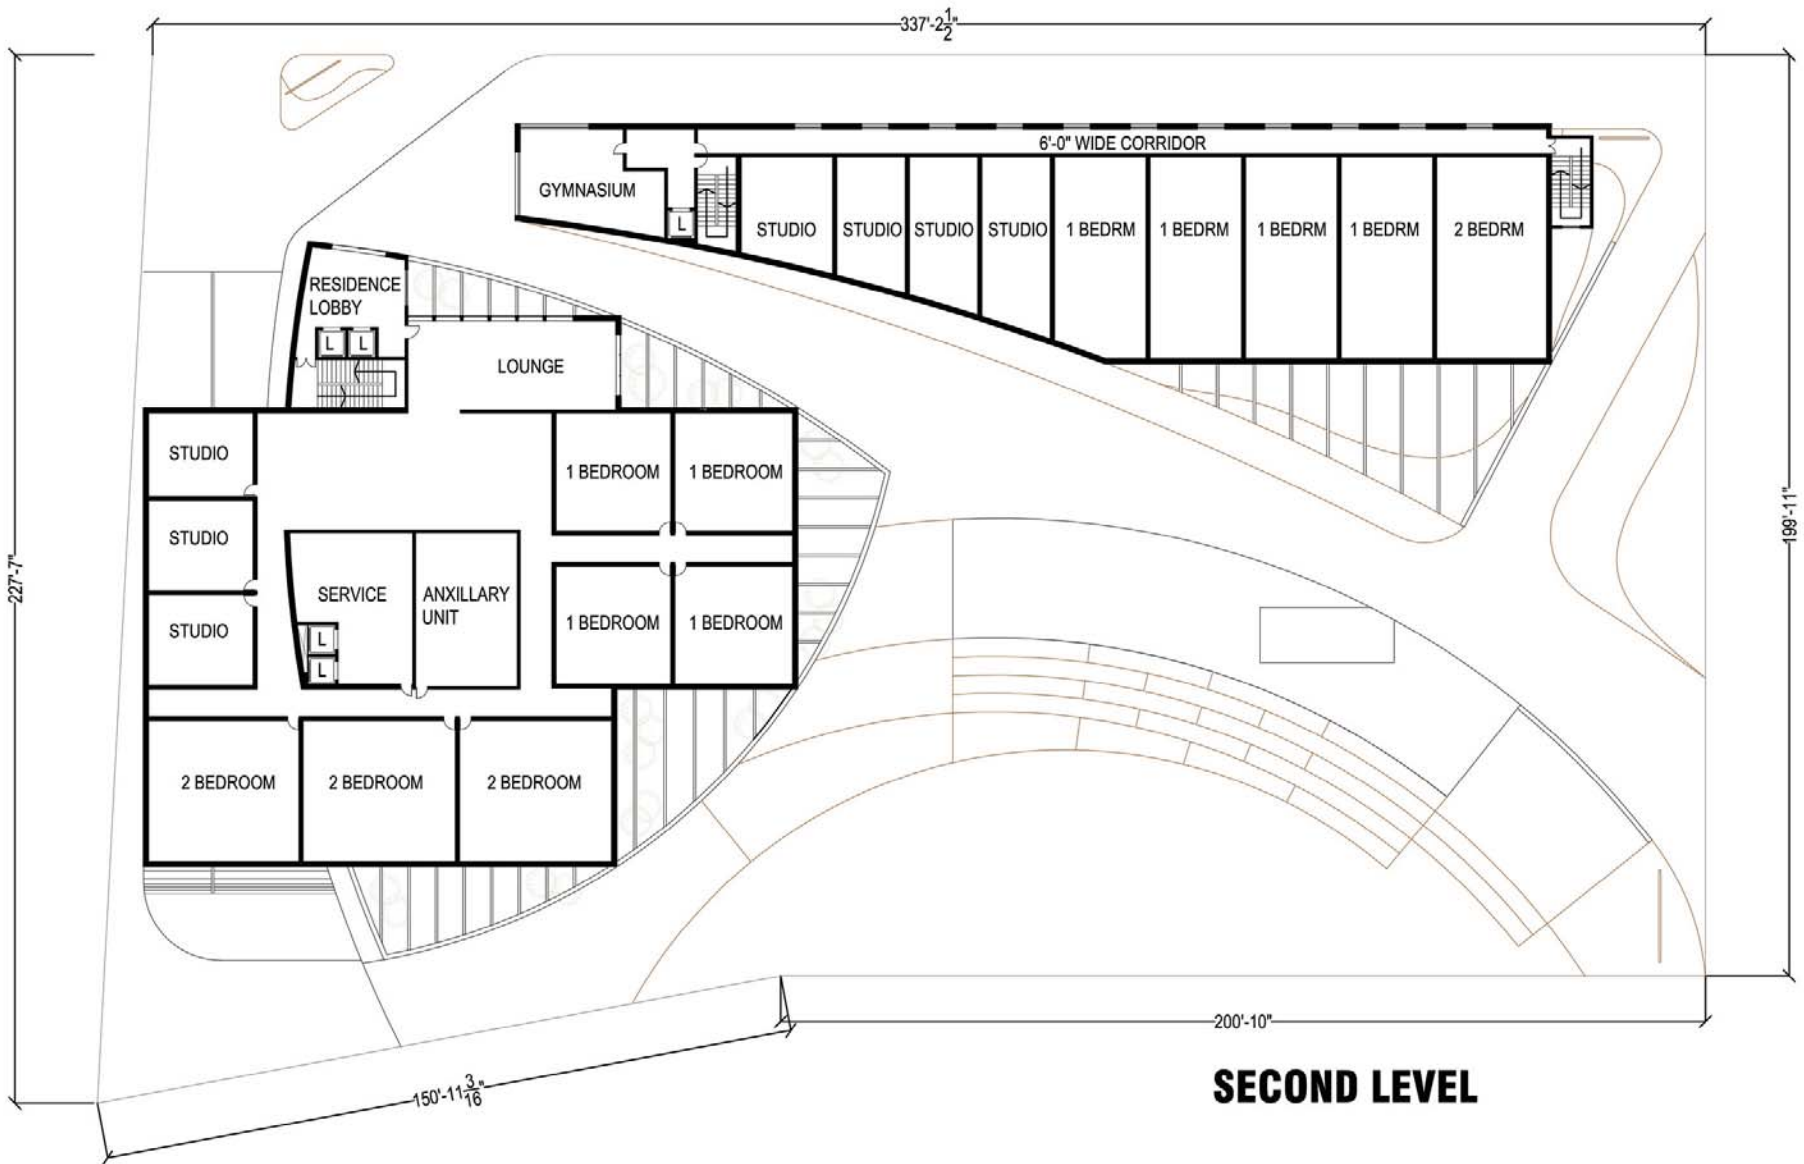 337'-2 1/2"
6'-0" WIDE CORRIDOR
GYMNASIUM
L
STUDIO
STUDIO
STUDIO
STUDIO
1 BEDRM
1 BEDRM
1 BEDRM
1 BEDRM
2 BEDRM
RESIDENCE
LOBBY
L
L
LOUNGE
STUDIO
1 BEDROOM
1 BEDROOM
STUDIO
227'-7"
199'-11"
SERVICE
ANXILLARY
UNIT
STUDIO
L
L
1 BEDROOM
1 BEDROOM
2 BEDROOM
2 BEDROOM
2 BEDROOM
200'-10"
150'-11 3/16"
SECOND LEVEL